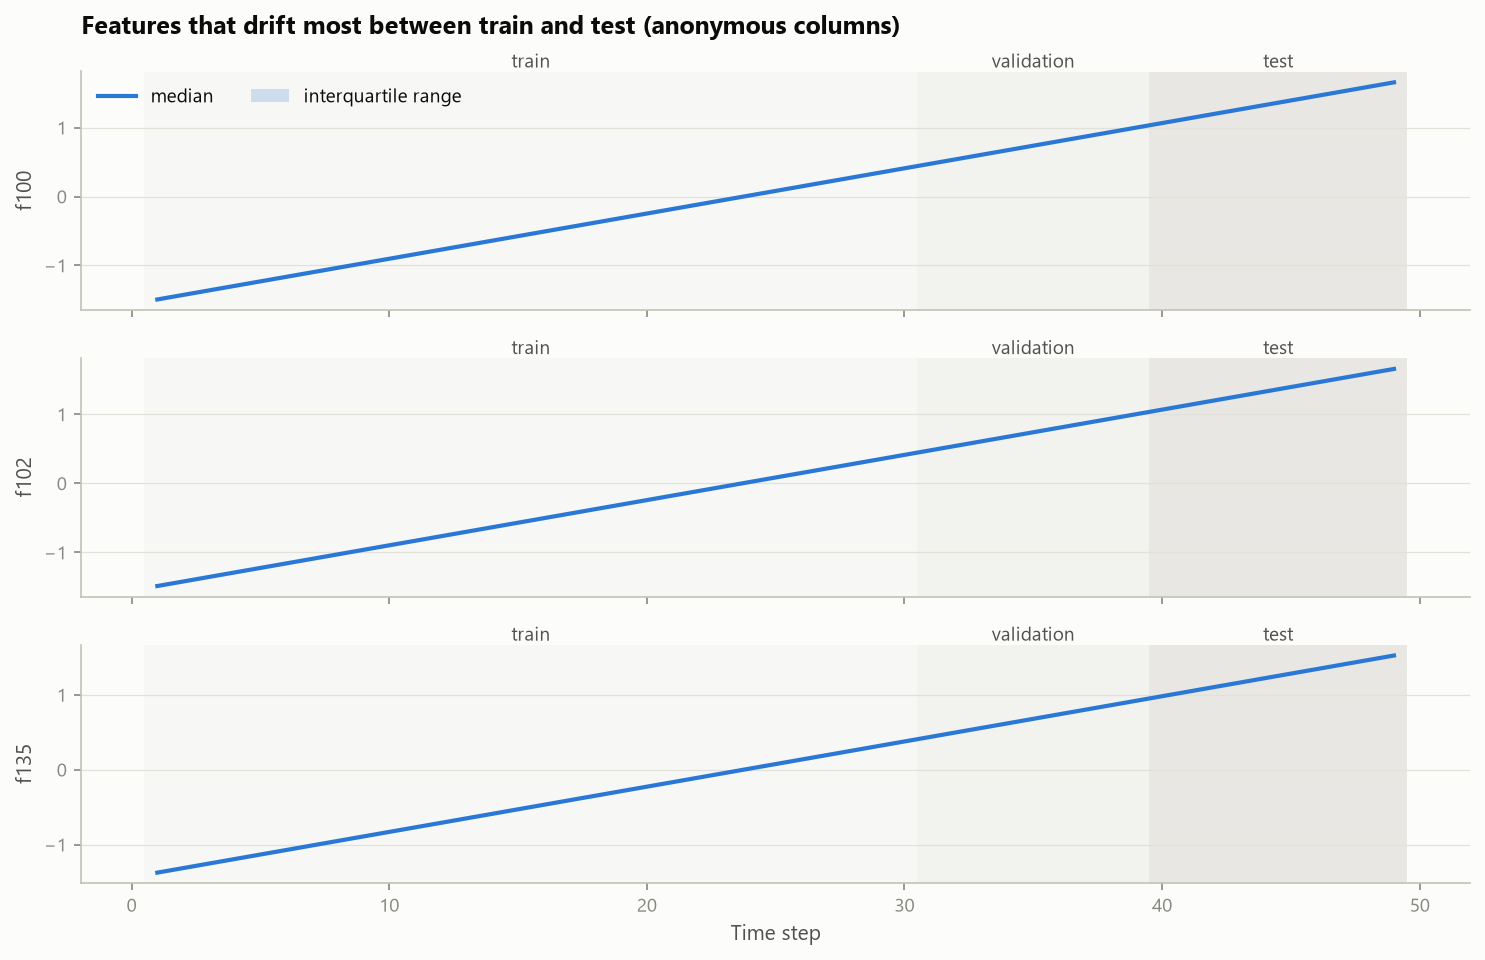 Features that drift most between train and test (anonymous columns)
train validation test
median interquartile range
1
0
−1
f100
train validation test
1
0
−1
f102
train validation test
1
0
−1
f135
0 10 20 30 40 50
Time step